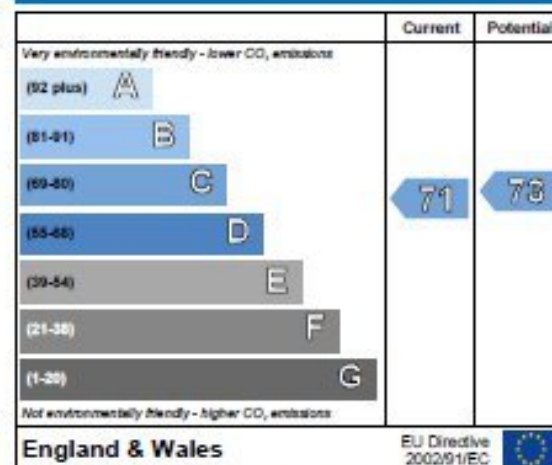 Current Potential
Very environmentally friendly - lower CO₂ emissions
(92 plus) A
(81-91) B
(69-80) C
71 73
(55-68) D
(39-54) E
(21-38) F
(1-20) G
Not environmentally friendly - higher CO₂ emissions
England & Wales
EU Directive
2002/91/EC